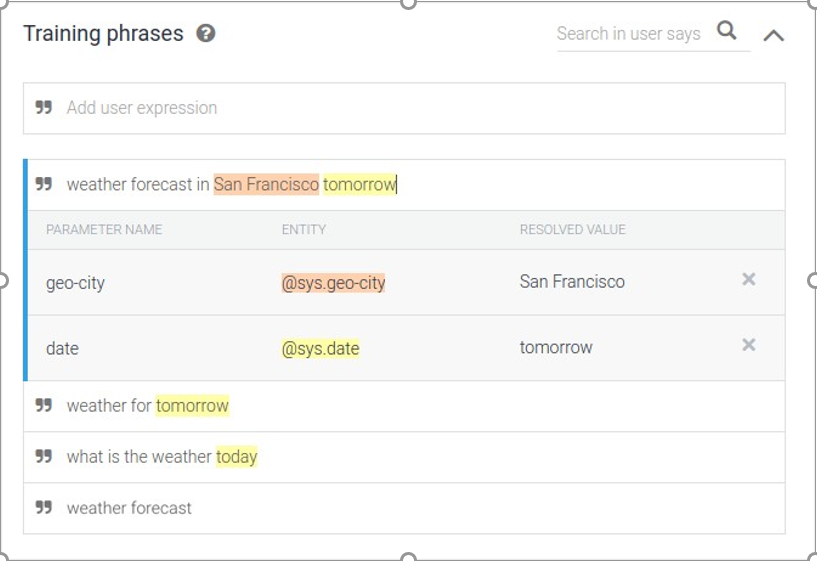 Training phrases ?
Search in user says
Add user expression
weather forecast in San Francisco tomorrow
PARAMETER NAME ENTITY RESOLVED VALUE
geo-city @sys.geo-city San Francisco
date @sys.date tomorrow
weather for tomorrow
what is the weather today
weather forecast